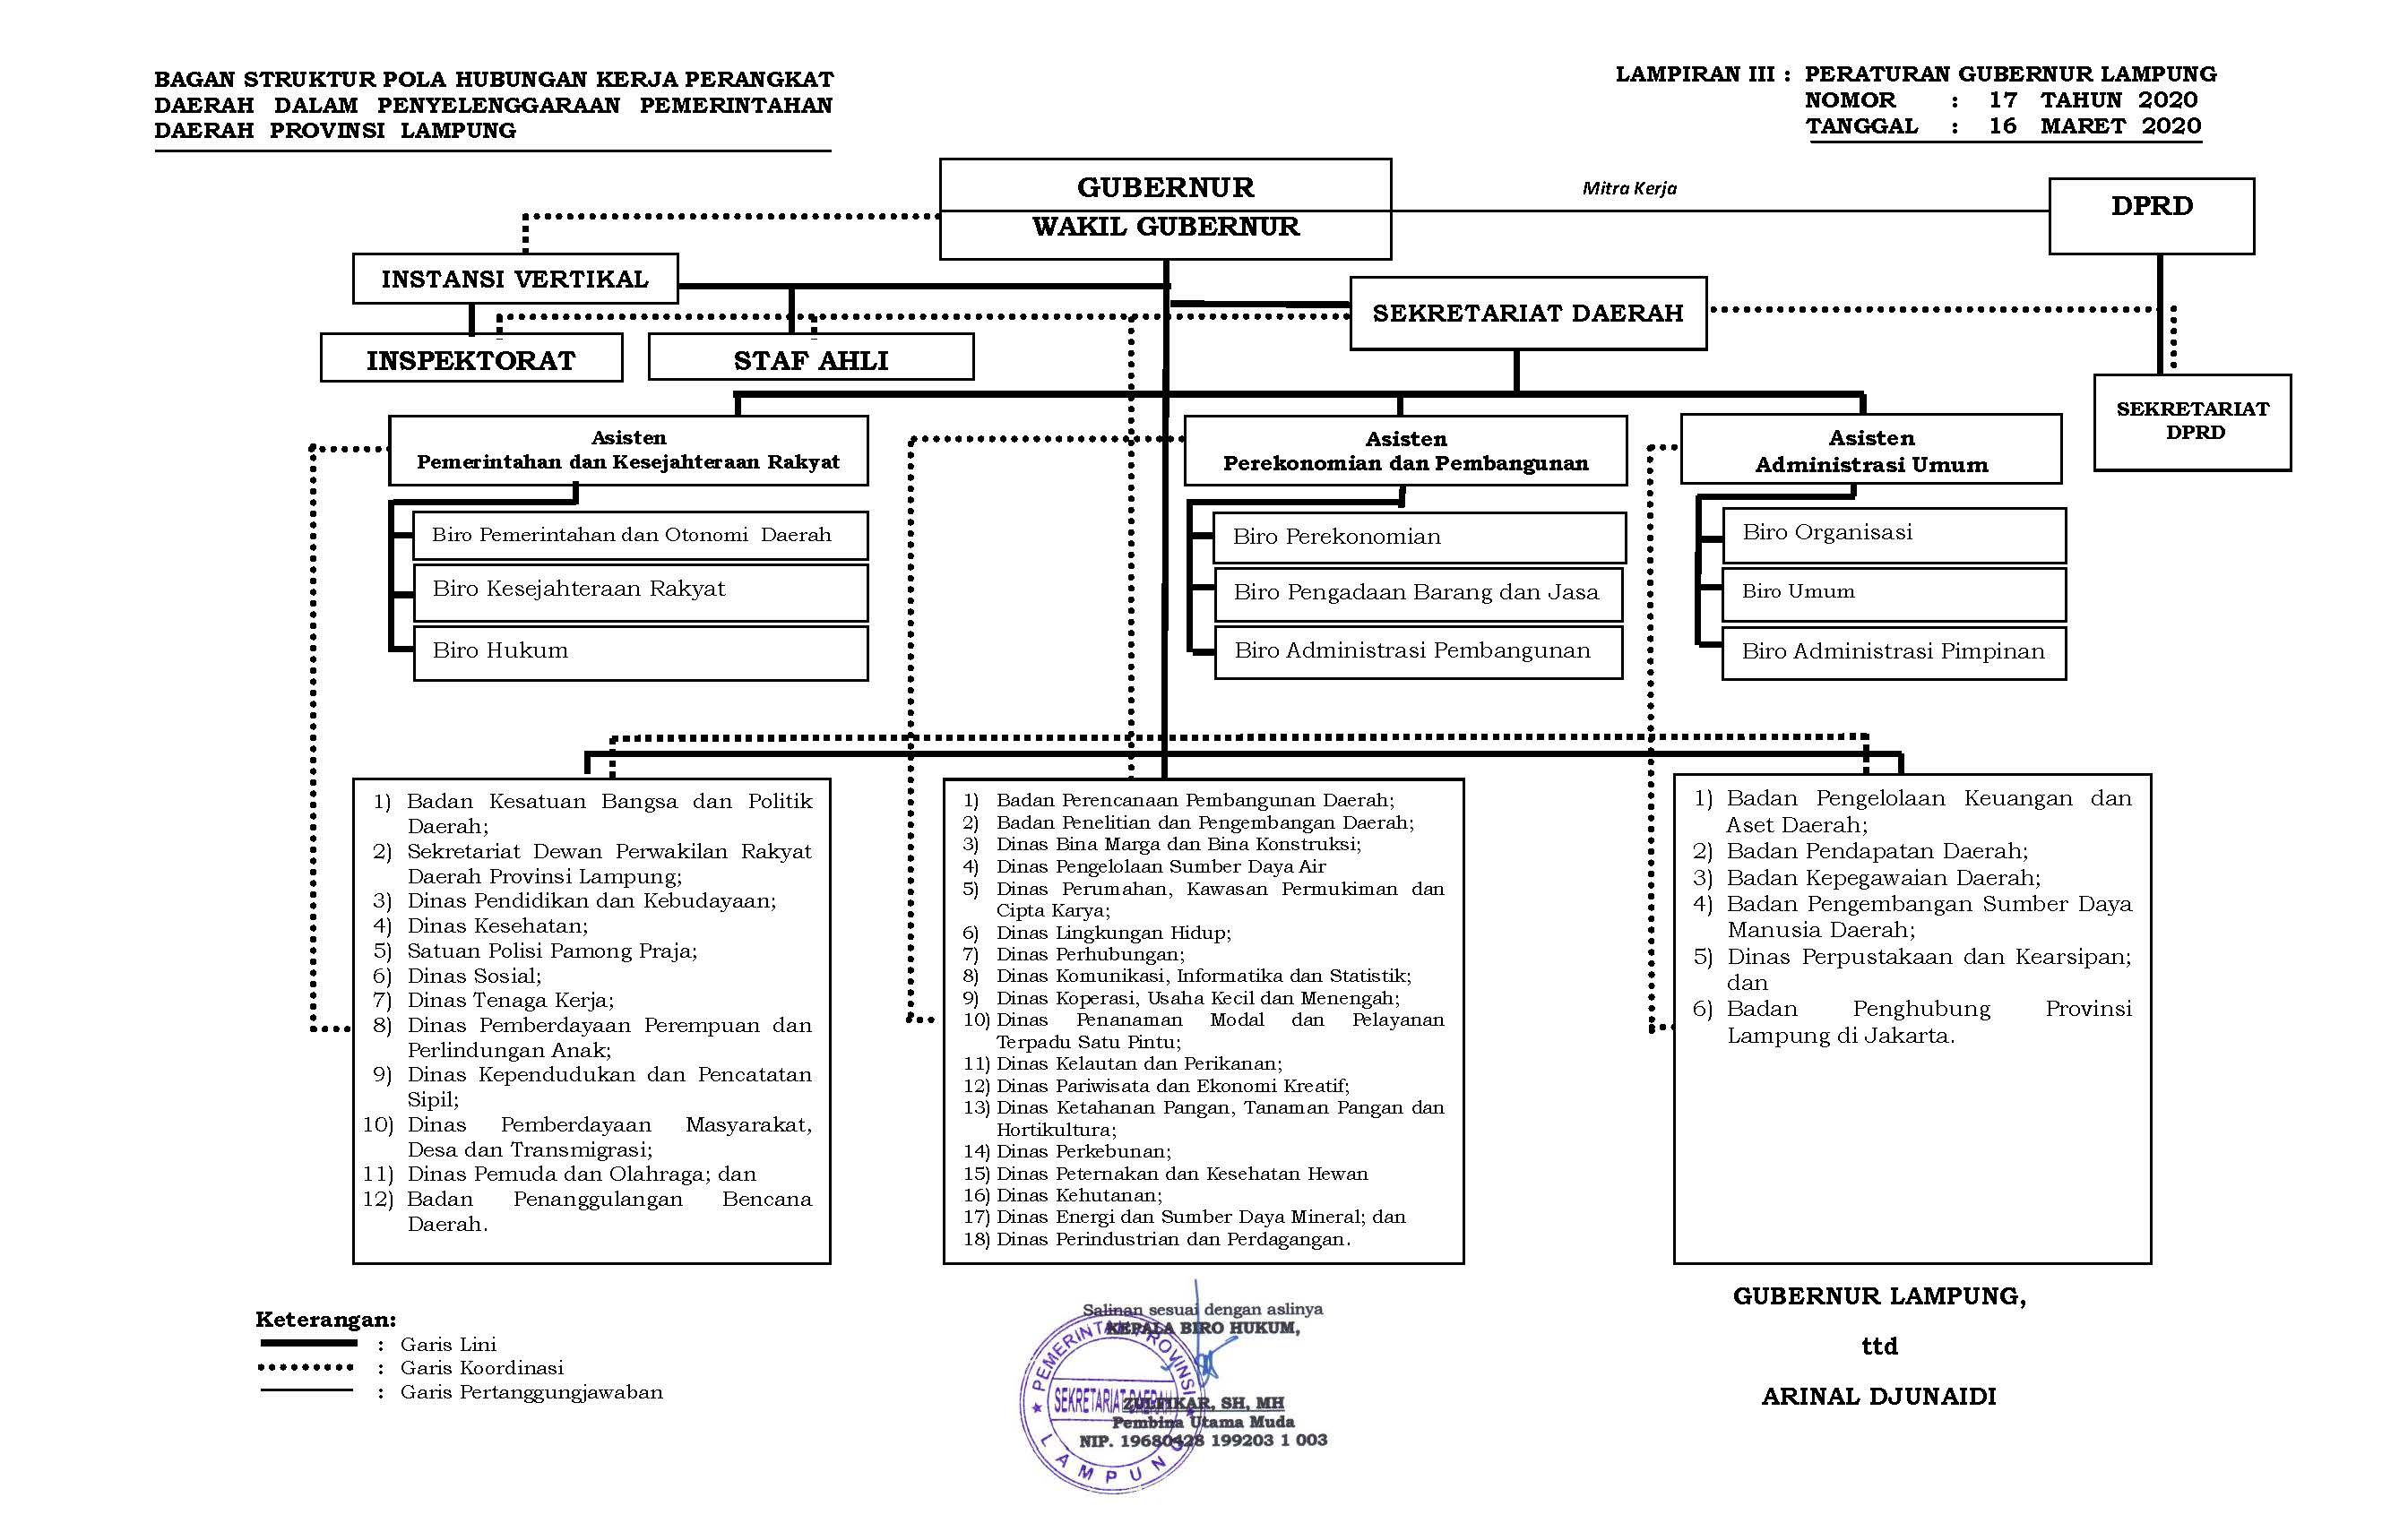 BAGAN STRUKTUR POLA HUBUNGAN KERJA PERANGKAT
DAERAH DALAM PENYELENGGARAAN PEMERINTAHAN
DAERAH PROVINSI LAMPUNG
LAMPIRAN III : PERATURAN GUBERNUR LAMPUNG
NOMOR : 17 TAHUN 2020
TANGGAL : 16 MARET 2020
GUBERNUR
WAKIL GUBERNUR
Mitra Kerja
DPRD
INSTANSI VERTIKAL
SEKRETARIAT DAERAH
INSPEKTORAT
STAF AHLI
SEKRETARIAT
DPRD
Asisten
Pemerintahan dan Kesejahteraan Rakyat
Biro Pemerintahan dan Otonomi Daerah
Biro Kesejahteraan Rakyat
Biro Hukum
Asisten
Perekonomian dan Pembangunan
Biro Perekonomian
Biro Pengadaan Barang dan Jasa
Biro Administrasi Pembangunan
Asisten
Administrasi Umum
Biro Organisasi
Biro Umum
Biro Administrasi Pimpinan
1) Badan Kesatuan Bangsa dan Politik
Daerah;
2) Sekretariat Dewan Perwakilan Rakyat
Daerah Provinsi Lampung;
3) Dinas Pendidikan dan Kebudayaan;
4) Dinas Kesehatan;
5) Satuan Polisi Pamong Praja;
6) Dinas Sosial;
7) Dinas Tenaga Kerja;
8) Dinas Pemberdayaan Perempuan dan
Perlindungan Anak;
9) Dinas Kependudukan dan Pencatatan
Sipil;
10) Dinas Pemberdayaan Masyarakat,
Desa dan Transmigrasi;
11) Dinas Pemuda dan Olahraga; dan
12) Badan Penanggulangan Bencana
Daerah.
1) Badan Perencanaan Pembangunan Daerah;
2) Badan Penelitian dan Pengembangan Daerah;
3) Dinas Bina Marga dan Bina Konstruksi;
4) Dinas Pengelolaan Sumber Daya Air
5) Dinas Perumahan, Kawasan Permukiman dan
Cipta Karya;
6) Dinas Lingkungan Hidup;
7) Dinas Perhubungan;
8) Dinas Komunikasi, Informatika dan Statistik;
9) Dinas Koperasi, Usaha Kecil dan Menengah;
10) Dinas Penanaman Modal dan Pelayanan
Terpadu Satu Pintu;
11) Dinas Kelautan dan Perikanan;
12) Dinas Pariwisata dan Ekonomi Kreatif;
13) Dinas Ketahanan Pangan, Tanaman Pangan dan
Hortikultura;
14) Dinas Perkebunan;
15) Dinas Peternakan dan Kesehatan Hewan
16) Dinas Kehutanan;
17) Dinas Energi dan Sumber Daya Mineral; dan
18) Dinas Perindustrian dan Perdagangan.
1) Badan Pengelolaan Keuangan dan
Aset Daerah;
2) Badan Pendapatan Daerah;
3) Badan Kepegawaian Daerah;
4) Badan Pengembangan Sumber Daya
Manusia Daerah;
5) Dinas Perpustakaan dan Kearsipan;
dan
6) Badan Penghubung Provinsi
Lampung di Jakarta.
Keterangan:
: Garis Lini
: Garis Koordinasi
: Garis Pertanggungjawaban
Salinan sesuai dengan aslinya
KEPALA BIRO HUKUM,
PEMERINTAH PROVINSI
SEKRETARIAT DAERAH
LAMPUNG
ZULFIKAR, SH, MH
Pembina Utama Muda
NIP. 19680428 199203 1 003
GUBERNUR LAMPUNG,
ttd
ARINAL DJUNAIDI